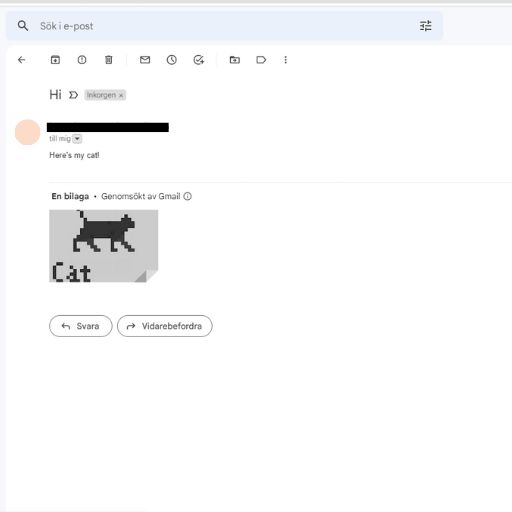 Sök i e-post
Hi Inkorgen ×
till mig
Here's my cat!
En bilaga • Genomsökt av Gmail
Cat
Svara Vidarebefordra